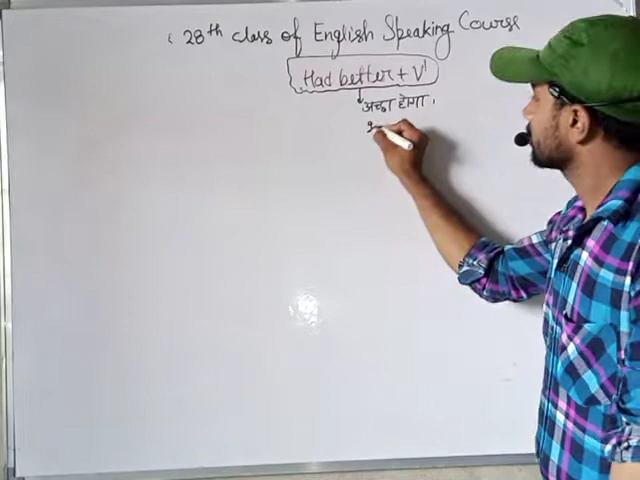 28th class of English Speaking Course
Had better + V¹
अच्छा होगा ।